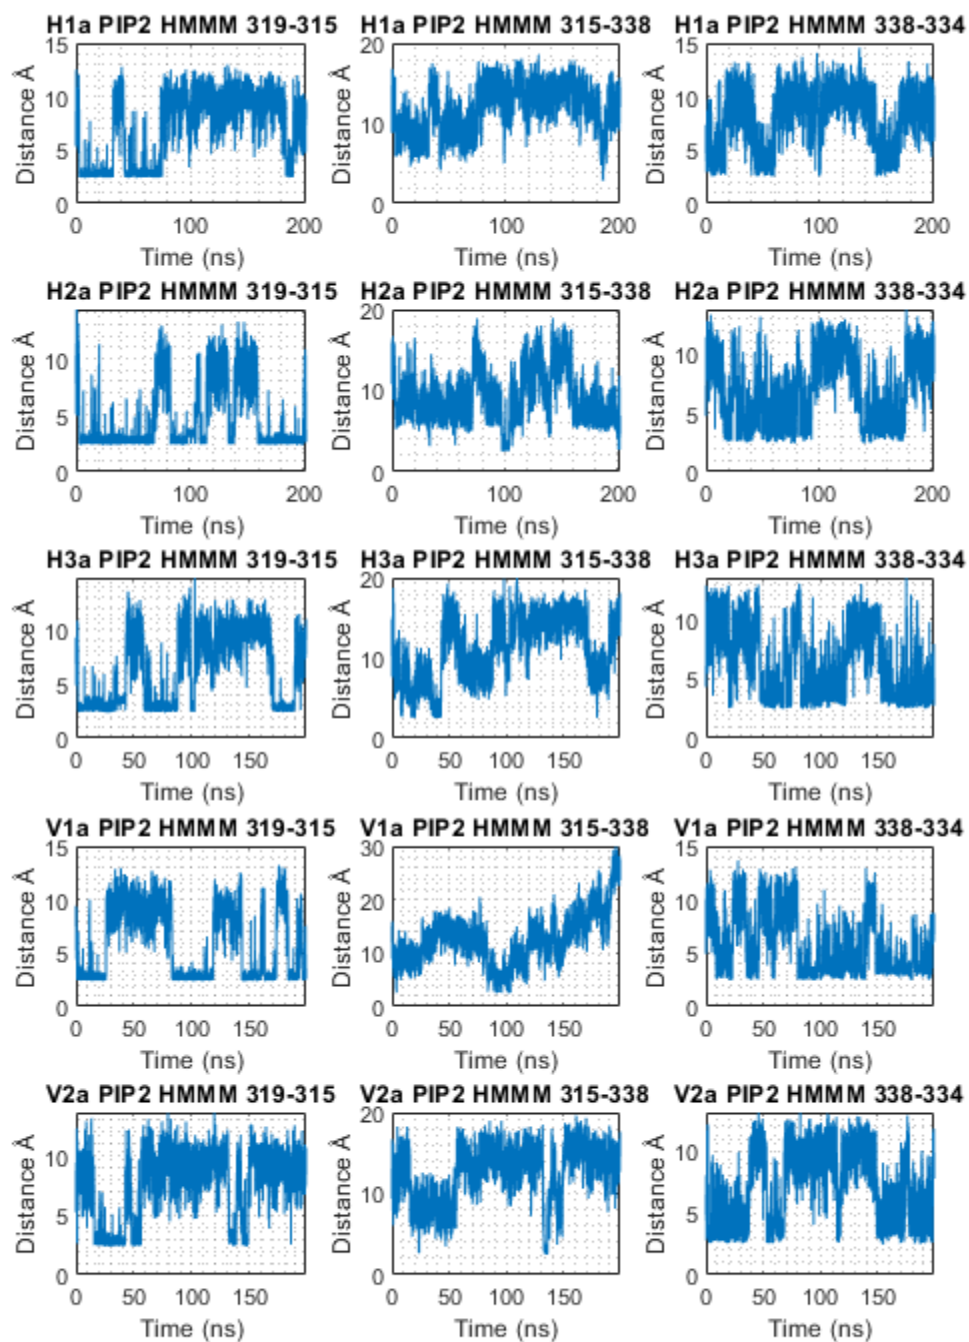 H1a PIP2 HMMM 319-315 H1a PIP2 HMMM 315-338 H1a PIP2 HMMM 338-334
Distance Å Distance Å Distance Å
15 20 15
10 10 10
5 5
0 0 0
0 100 200 0 100 200 0 100 200
Time (ns) Time (ns) Time (ns)
H2a PIP2 HMMM 319-315 H2a PIP2 HMMM 315-338 H2a PIP2 HMMM 338-334
Distance Å Distance Å Distance Å
20
10 10 10
5 5
0 0 0
0 100 200 0 100 200 0 100 200
Time (ns) Time (ns) Time (ns)
H3a PIP2 HMMM 319-315 H3a PIP2 HMMM 315-338 H3a PIP2 HMMM 338-334
Distance Å Distance Å Distance Å
20
10 10 10
5 5
0 0 0
0 50 100 150 0 50 100 150 0 50 100 150
Time (ns) Time (ns) Time (ns)
V1a PIP2 HMMM 319-315 V1a PIP2 HMMM 315-338 V1a PIP2 HMMM 338-334
Distance Å Distance Å Distance Å
15 30 15
10 20 10
5 10 5
0 0 0
0 50 100 150 0 50 100 150 0 50 100 150
Time (ns) Time (ns) Time (ns)
V2a PIP2 HMMM 319-315 V2a PIP2 HMMM 315-338 V2a PIP2 HMMM 338-334
Distance Å Distance Å Distance Å
20
10 10 10
5 5
0 0 0
0 50 100 150 0 50 100 150 0 50 100 150
Time (ns) Time (ns) Time (ns)